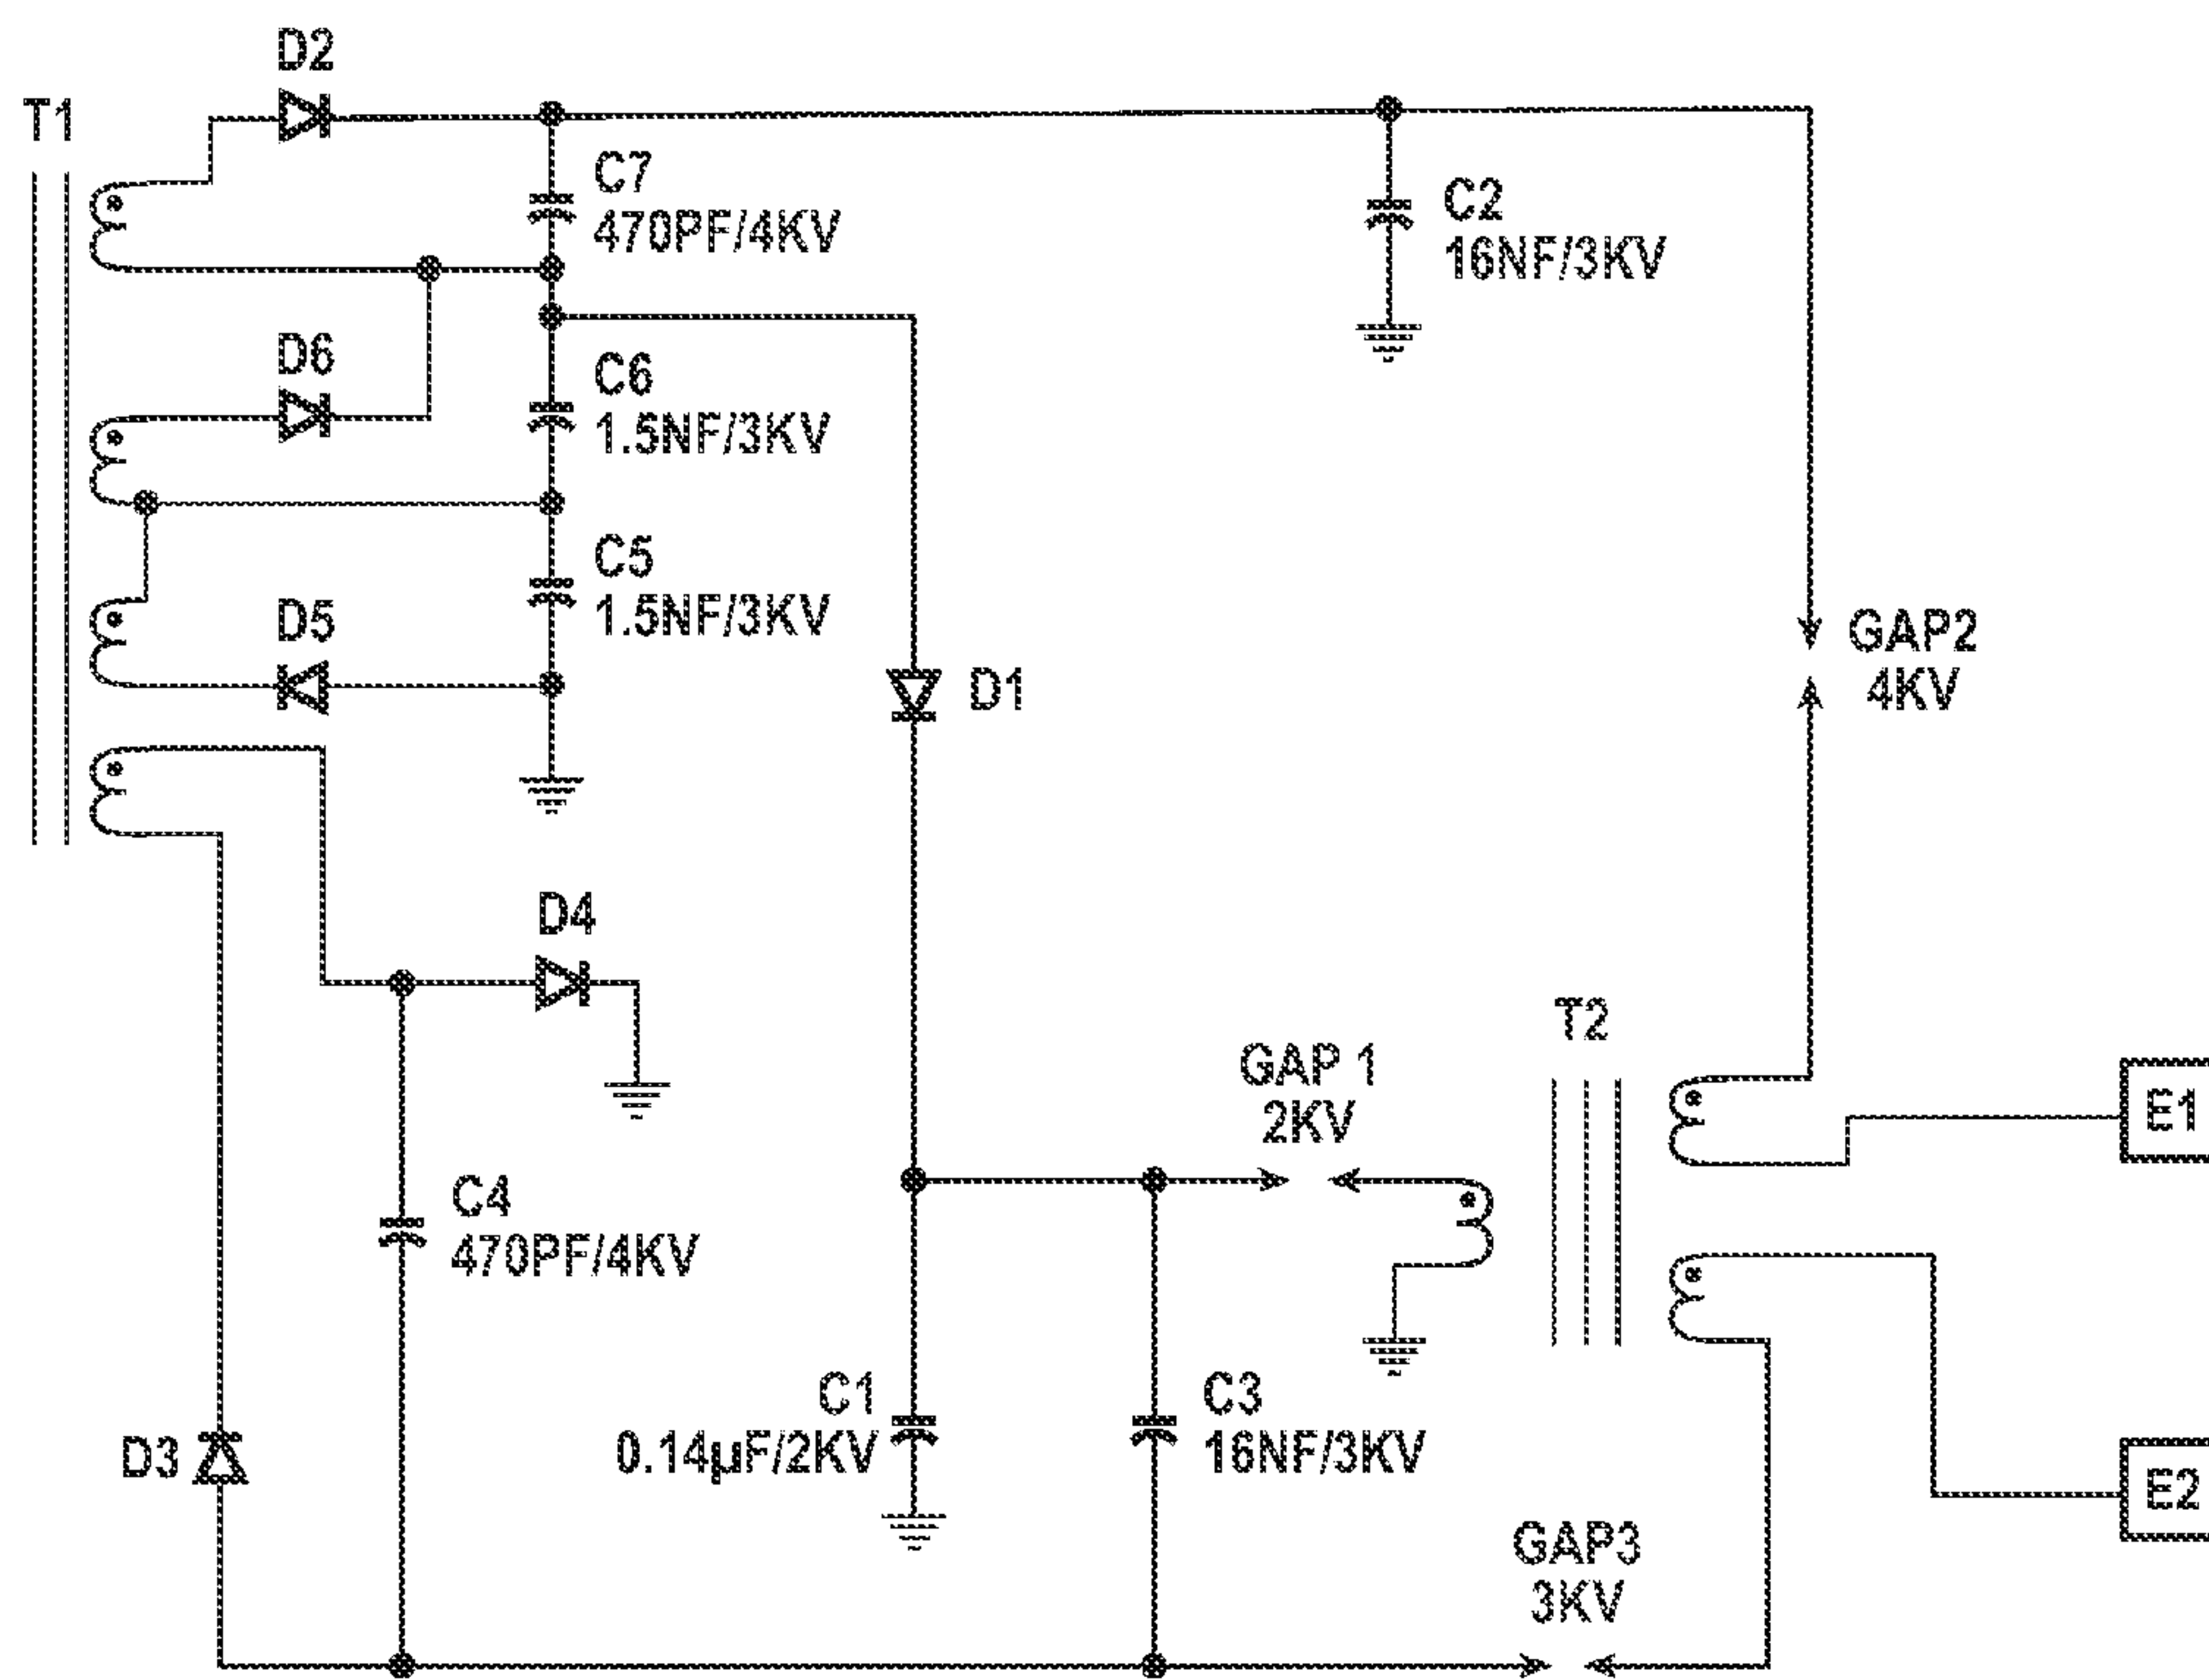 D2
T1
C7
470PF/4KV
C2
16NF/3KV
D6
C6
1.5NF/3KV
C5
1.5NF/3KV
D5
GAP2
4KV
D1
D4
T2
GAP 1
2KV
E1
C4
470PF/4KV
C1
0.14µF/2KV
C3
16NF/3KV
D3
E2
GAP3
3KV